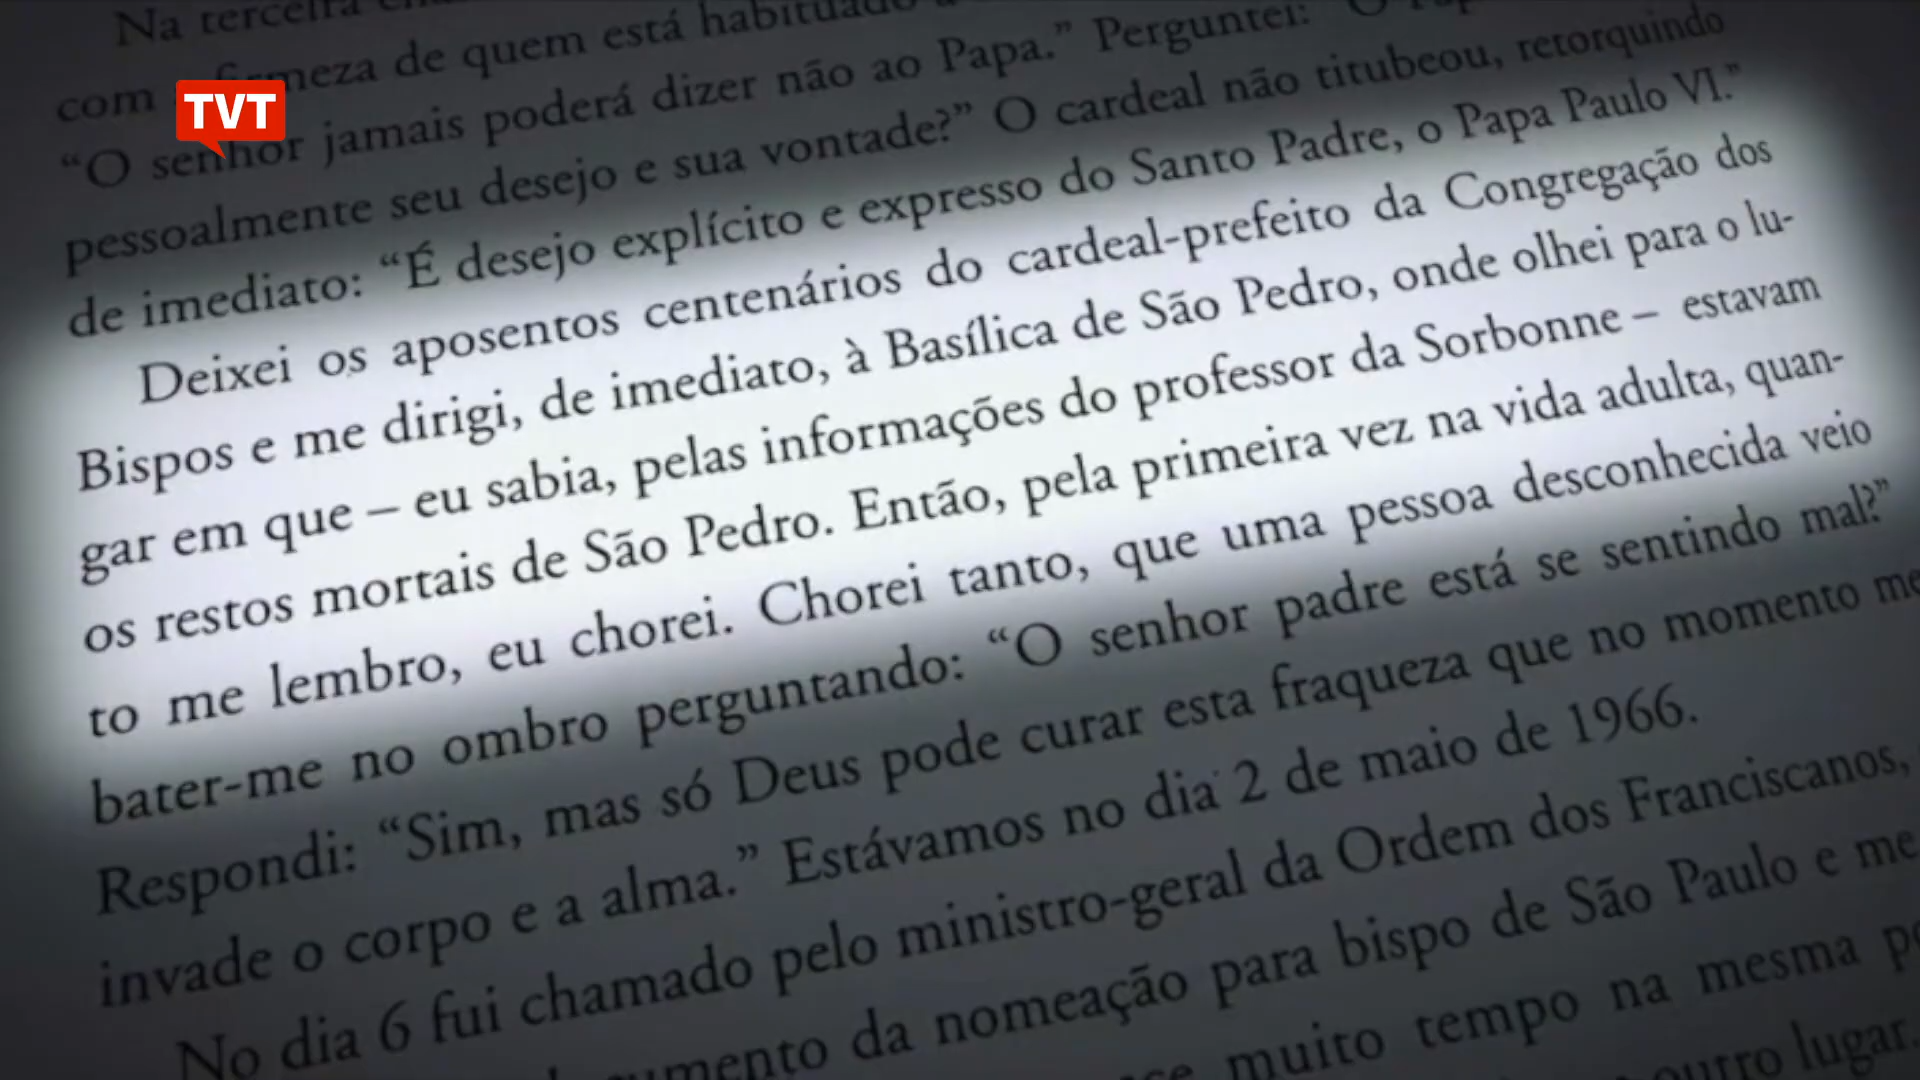 Na terceira
com firmeza de quem está habituado
“O senhor jamais poderá dizer não ao Papa.” Perguntei: “O
pessoalmente seu desejo e sua vontade?” O cardeal não titubeou, retorquindo
de imediato: “É desejo explícito e expresso do Santo Padre, o Papa Paulo VI.”
Deixei os aposentos centenários do cardeal-prefeito da Congregação dos
Bispos e me dirigi, de imediato, à Basílica de São Pedro, onde olhei para o lu-
gar em que – eu sabia, pelas informações do professor da Sorbonne – estavam
os restos mortais de São Pedro. Então, pela primeira vez na vida adulta, quan-
to me lembro, eu chorei. Chorei tanto, que uma pessoa desconhecida veio
bater-me no ombro perguntando: “O senhor padre está se sentindo mal?”
Respondi: “Sim, mas só Deus pode curar esta fraqueza que no momento me
invade o corpo e a alma.” Estávamos no dia 2 de maio de 1966.
No dia 6 fui chamado pelo ministro-geral da Ordem dos Franciscanos,
da nomeação para bispo de São Paulo e me
muito tempo na mesma
outro lugar.
TVT